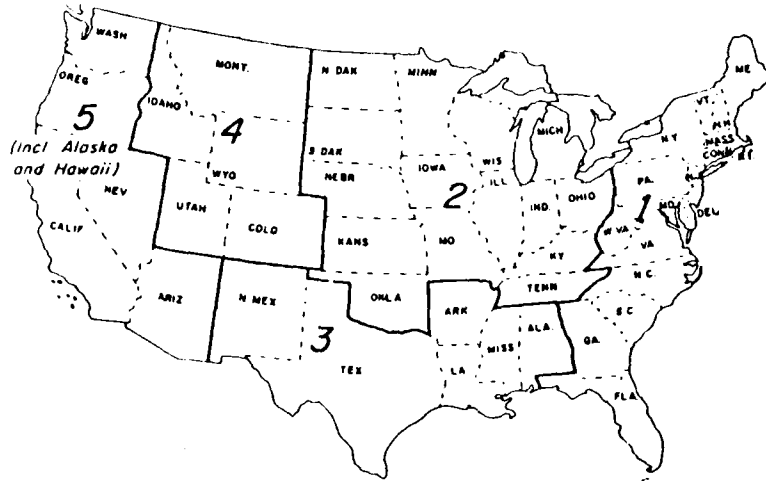 WASH
OREG
5
(Incl Alaska
and Hawaii)
NEV
CALIF
ARIZ
IDAHO
MONT.
4
WYO
UTAH
COLO
N DAK
S DAK
NEBR
KANS
MINN
IOWA
2
MO
WIS
ILL
MICH
IND.
OHIO
KY
TENN
OKLA
N MEX
3
TEX
ARK
LA
MISS
ALA.
GA.
FLA.
S C
N C.
VA
W VA
1
MD
DEL
PA.
N Y.
VT.
ME
MASS
CONN